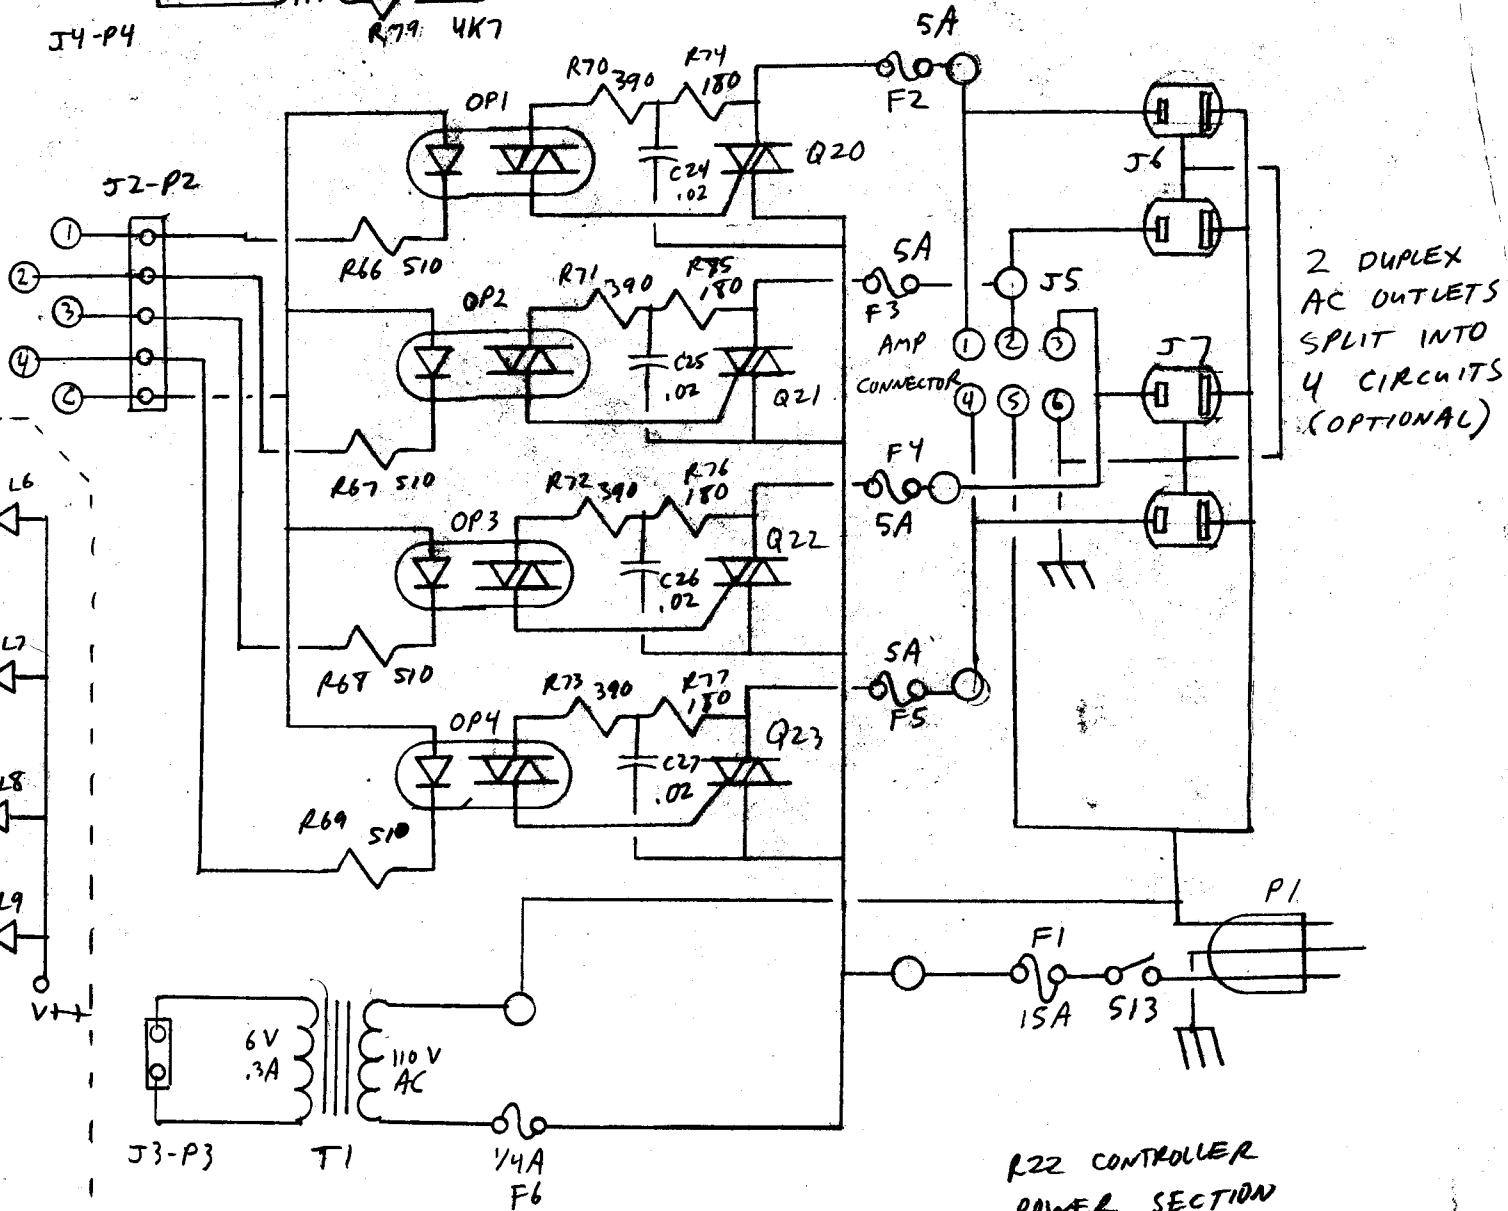 J4-P4
R79 4K7
5A
F2
R70 390
R74 180
OP1
C24 .02
Q20
J6
J2-P2
1
2
3
4
6
R66 510
5A
F3
J5
R71 390
R85 180
OP2
C25 .02
Q21
AMP CONNECTOR
1 2 3
4 5 6
J7
2 DUPLEX
AC OUTLETS
SPLIT INTO
4 CIRCUITS
(OPTIONAL)
R67 510
F4
5A
R72 390
R76 180
OP3
C26 .02
Q22
L6
L7
L8
L9
V++
R68 510
5A
F5
R73 390
R77 180
OP4
C27 .02
Q23
R69 510
P1
F1
15A
S13
6V
.3A
110V
AC
J3-P3
T1
1/4A
F6
R22 CONTROLLER
POWER SECTION